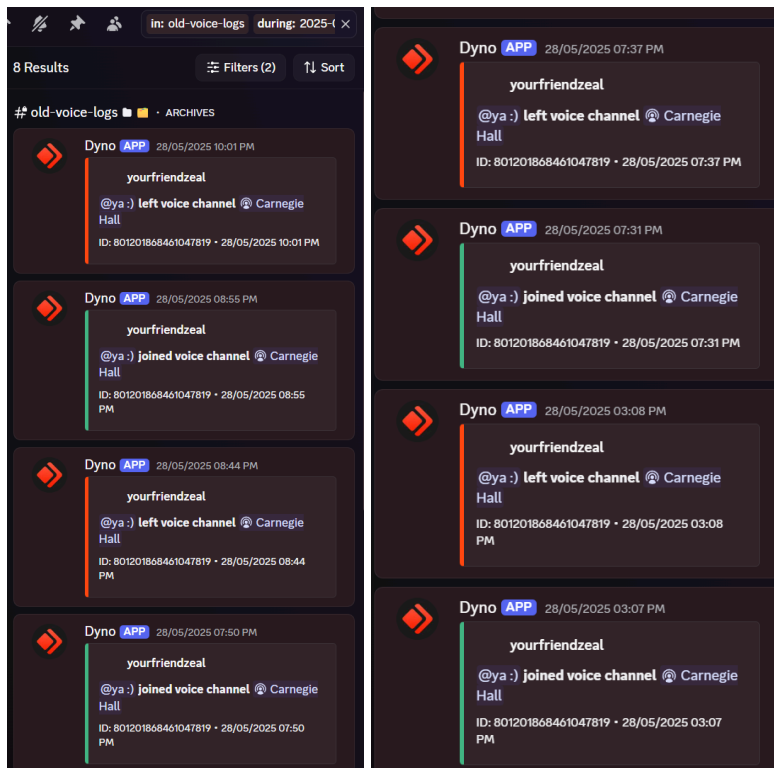 in: old-voice-logs during: 2025-(
8 Results
Filters (2)
Sort
old-voice-logs · ARCHIVES
Dyno APP 28/05/2025 10:01 PM
yourfriendzeal
@ya :) left voice channel Carnegie
Hall
ID: 801201868461047819 • 28/05/2025 10:01 PM
Dyno APP 28/05/2025 08:55 PM
yourfriendzeal
@ya :) joined voice channel Carnegie
Hall
ID: 801201868461047819 • 28/05/2025 08:55
PM
Dyno APP 28/05/2025 08:44 PM
yourfriendzeal
@ya :) left voice channel Carnegie
Hall
ID: 801201868461047819 • 28/05/2025 08:44
PM
Dyno APP 28/05/2025 07:50 PM
yourfriendzeal
@ya :) joined voice channel Carnegie
Hall
ID: 801201868461047819 • 28/05/2025 07:50
PM
Dyno APP 28/05/2025 07:37 PM
yourfriendzeal
@ya :) left voice channel Carnegie
Hall
ID: 801201868461047819 • 28/05/2025 07:37 PM
Dyno APP 28/05/2025 07:31 PM
yourfriendzeal
@ya :) joined voice channel Carnegie
Hall
ID: 801201868461047819 • 28/05/2025 07:31 PM
Dyno APP 28/05/2025 03:08 PM
yourfriendzeal
@ya :) left voice channel Carnegie
Hall
ID: 801201868461047819 • 28/05/2025 03:08
PM
Dyno APP 28/05/2025 03:07 PM
yourfriendzeal
@ya :) joined voice channel Carnegie
Hall
ID: 801201868461047819 • 28/05/2025 03:07
PM